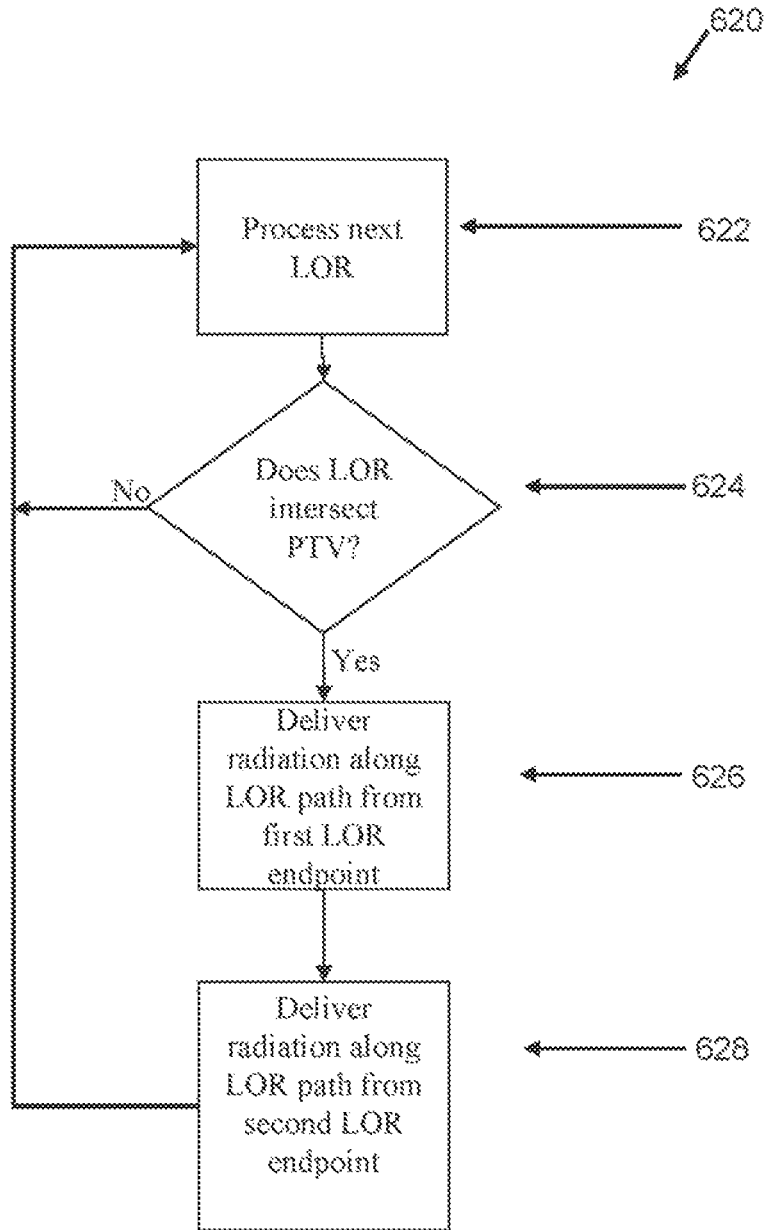 620
Process next
LOR
622
Does LOR
intersect
PTV?
624
No
Yes
Deliver
radiation along
LOR path from
first LOR
endpoint
626
Deliver
radiation along
LOR path from
second LOR
endpoint
628